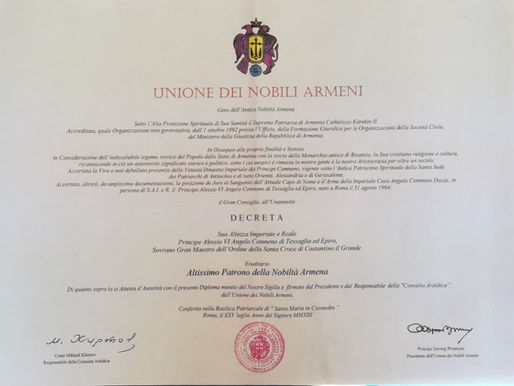 UNIONE DEI NOBILI ARMENI
Gens dell'Antica Nobiltà Armena
Sotto l'Alta Protezione Spirituale di Sua Santità il Supremo Patriarca di Armenia Catholicos Karekin II
Accreditata, quale Organizzazione non governativa, dall'1 ottobre 1992 presso l'Ufficio, della Formazione Giuridica per le Organizzazioni della Società Civile,
del Ministero della Giustizia della Repubblica di Armenia.
In Ossequio alle proprie finalità e Statuto,
in Considerazione dell'indissolubile legame storico del Popolo dello Stato di Armenia con la storia della Monarchia antica di Bisanzio, la Sua cristiana religione e cultura,
riconoscendo in ciò un autorevole significato storico e politico, sotto i cui auspici è rimasta la nostra gente e la nostra Aristocrazia per oltre un secolo.
Accertata la Viva e mai debellata presenza della Vetusta Dinastia Imperiale dei Principi Comneno, vigente sotto l'Antico Patrocinio Spirituale della Santa Sede
dei Patriarchi di Antiochia e di tutto Oriente, Alessandria e di Gerusalemme.
Accertata, altresì, da ampissima documentazione, la posizione de Jure et Sanguinis dell'Attuale Capo di Nome e d'Arme della Imperiale Casa Angelo Comneno Ducas, in
persona di S.A.I. e R. il Principe Alessio VI Angelo Comneno di Tessaglia ed Epiro, nato a Roma il 31 agosto 1964;
il Gran Consiglio, all'Unanimità
DECRETA
Sua Altezza Imperiale e Reale
Principe Alessio VI Angelo Comneno di Tessaglia ed Epiro,
Sovrano Gran Maestro dell'Ordine della Santa Croce di Costantino il Grande
Ereditario
Altissimo Patrono della Nobiltà Armena
Di quanto sopra la si Attesta d'Autorità con il presente Diploma munito del Nostro Sigillo e firmato dal Presidente e dal Responsabile della "Consulta Araldica"
dell'Unione dei Nobili Armeni.
Conferito nella Basilica Patriarcale di "Santa Maria in Cosmedin"
Roma, il XXV luglio Anno del Signore MMXIII
Responsabile della Consulta Araldica
Presidente dell'Unione dei Nobili Armeni